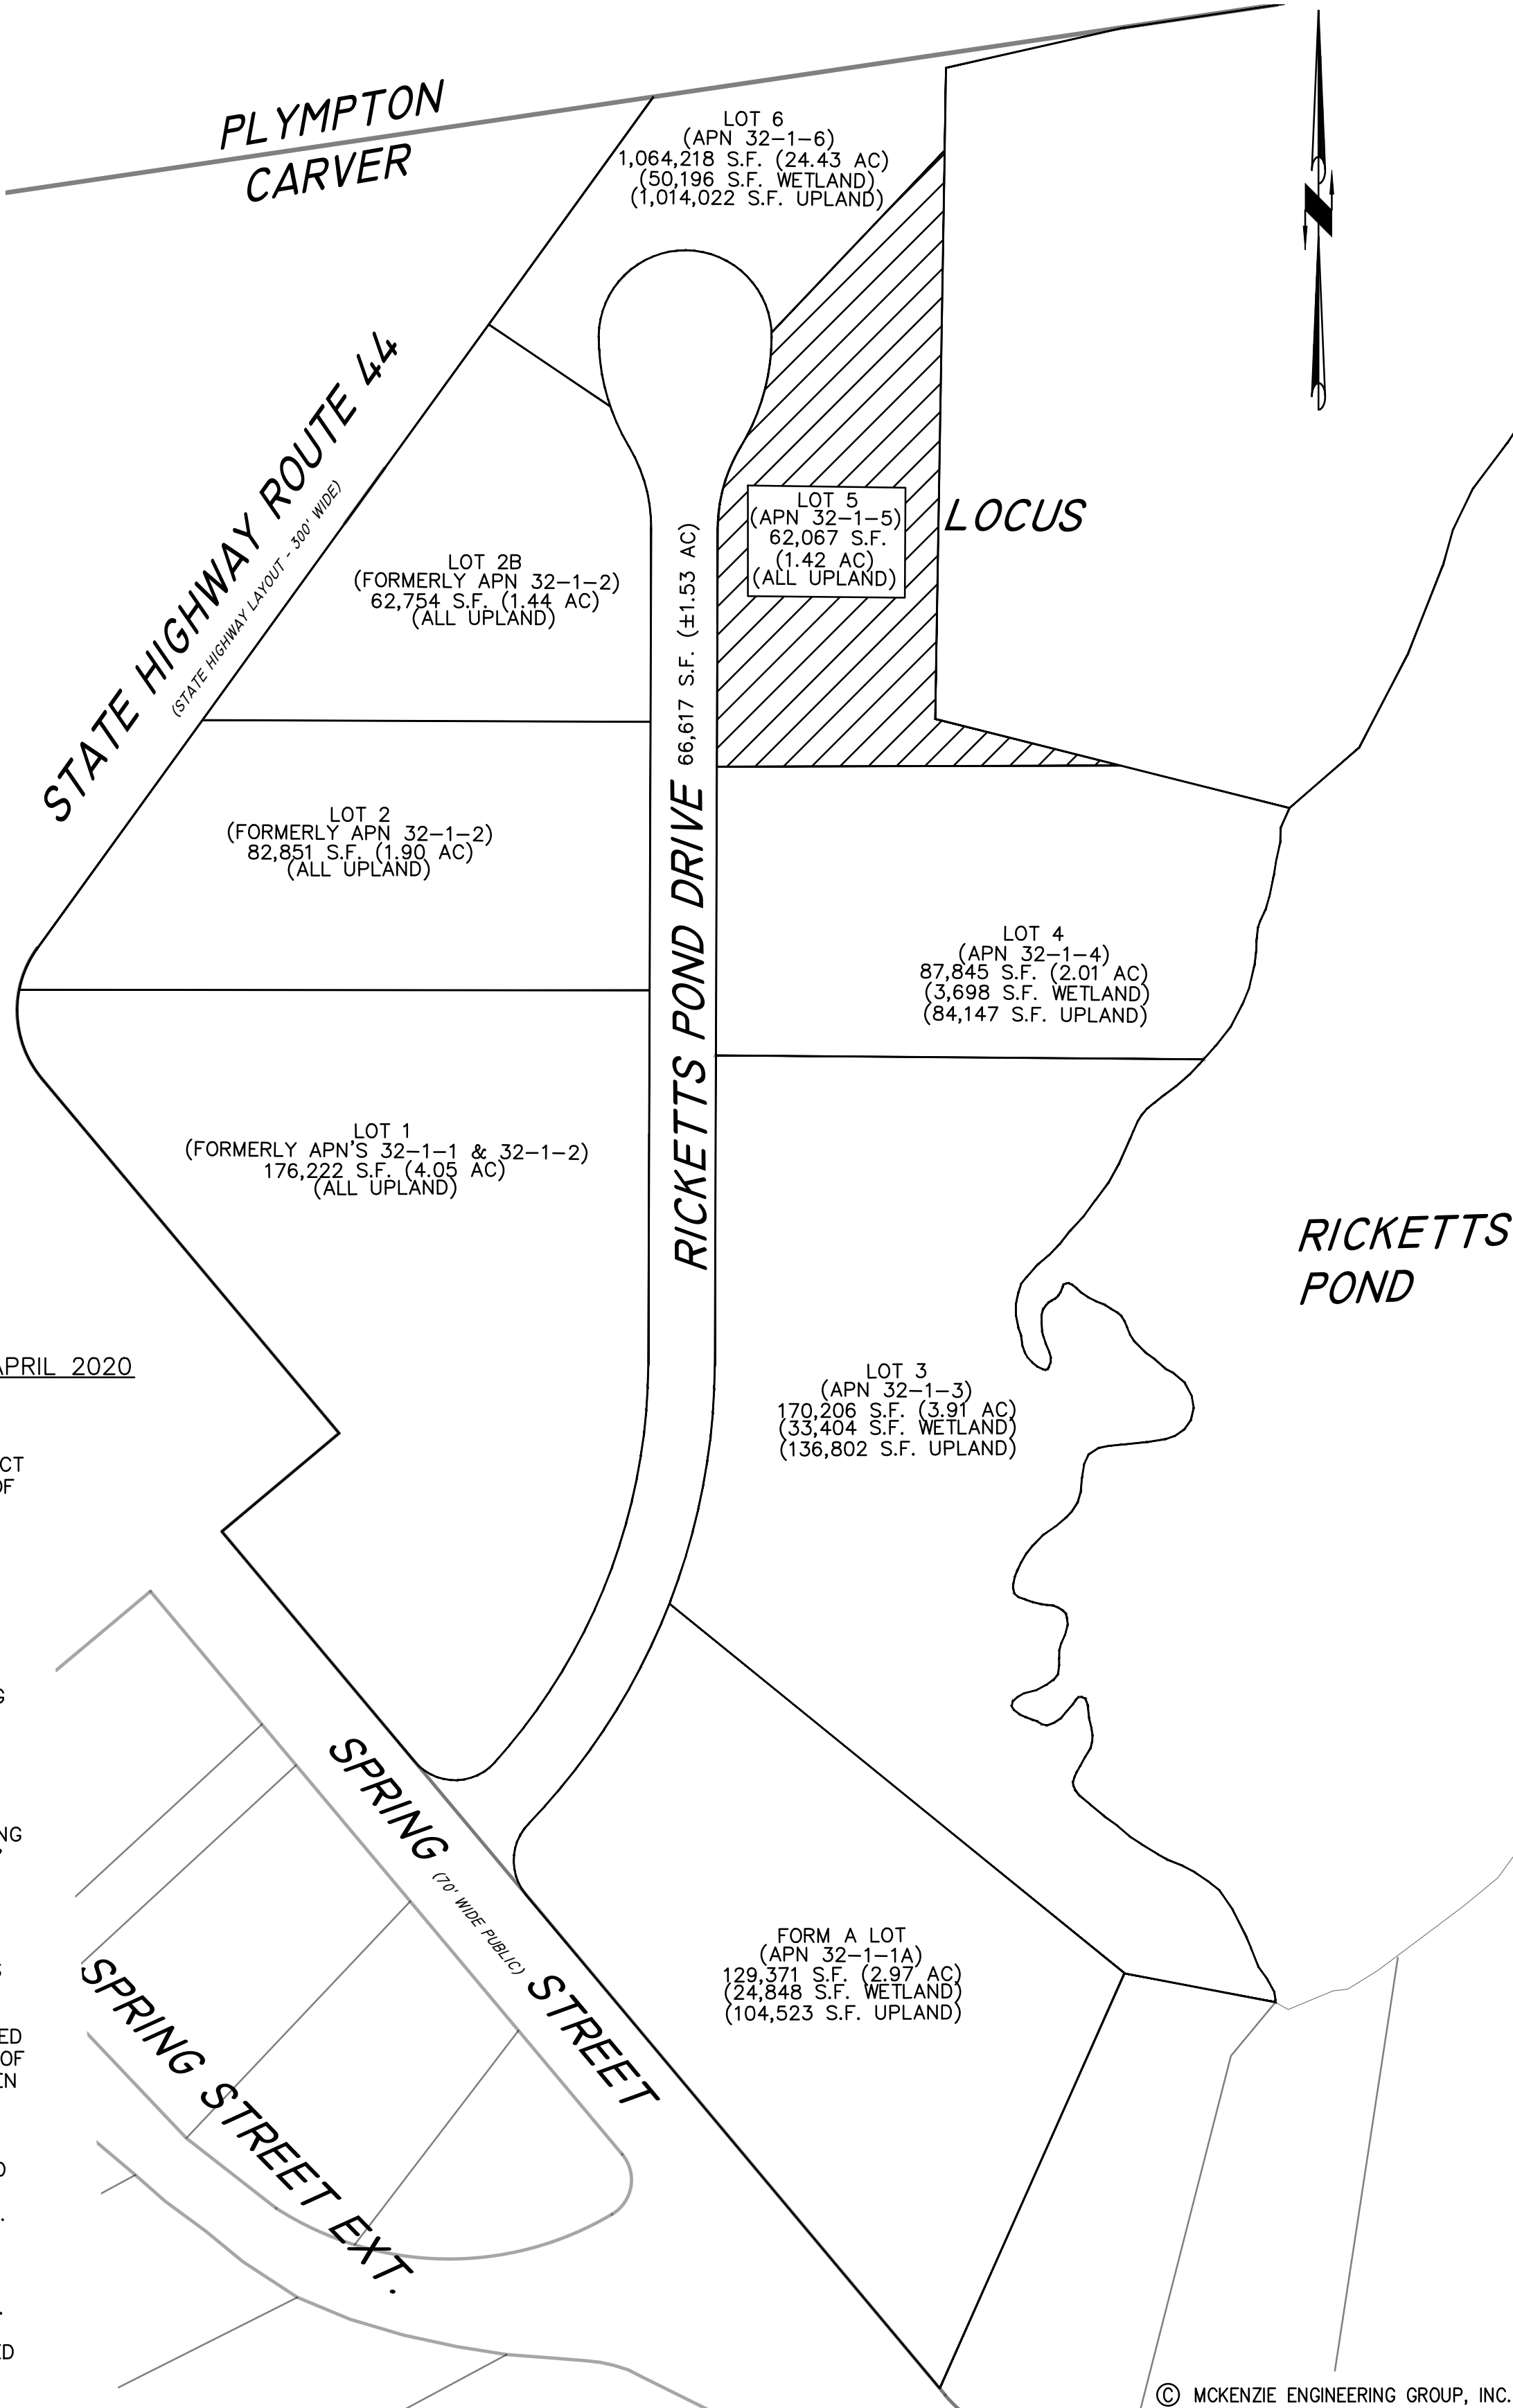 PLYMPTON
CARVER
LOT 6
(APN 32-1-6)
1,064,218 S.F. (24.43 AC)
(50,196 S.F. WETLAND)
(1,014,022 S.F. UPLAND)
N
STATE HIGHWAY ROUTE 44
(STATE HIGHWAY LAYOUT - 300' WIDE)
LOT 5
(APN 32-1-5)
62,067 S.F.
(1.42 AC)
(ALL UPLAND)
LOCUS
LOT 2B
(FORMERLY APN 32-1-2)
62,754 S.F. (1.44 AC)
(ALL UPLAND)
RICKETTS POND DRIVE 66,617 S.F. (±1.53 AC)
LOT 2
(FORMERLY APN 32-1-2)
82,851 S.F. (1.90 AC)
(ALL UPLAND)
LOT 4
(APN 32-1-4)
87,845 S.F. (2.01 AC)
(3,698 S.F. WETLAND)
(84,147 S.F. UPLAND)
LOT 1
(FORMERLY APN'S 32-1-1 & 32-1-2)
176,222 S.F. (4.05 AC)
(ALL UPLAND)
RICKETTS
POND
APRIL 2020
LOT 3
(APN 32-1-3)
170,206 S.F. (3.91 AC)
(33,404 S.F. WETLAND)
(136,802 S.F. UPLAND)
CT
OF
G
NG
SPRING (70' WIDE PUBLIC) STREET
FORM A LOT
(APN 32-1-1A)
129,371 S.F. (2.97 AC)
(24,848 S.F. WETLAND)
(104,523 S.F. UPLAND)
SPRING STREET EXT.
S
ED
OF
EN
D
.
.
ED
© MCKENZIE ENGINEERING GROUP, INC.